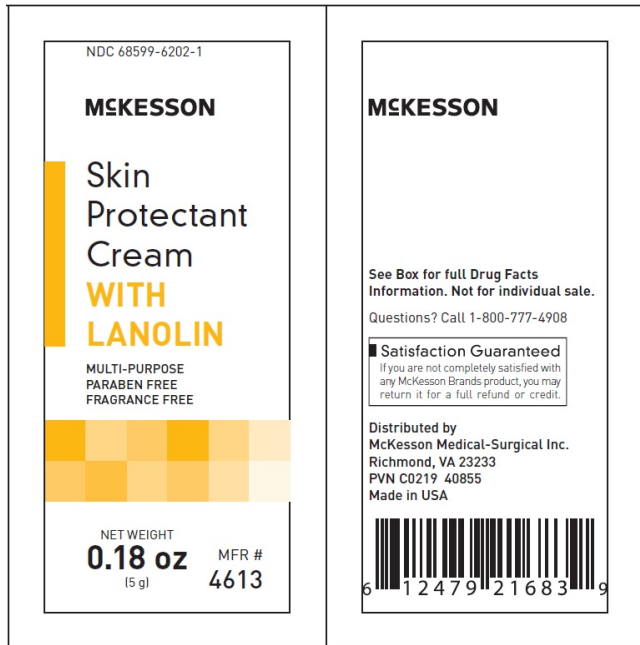 NDC 68599-6202-1
McKESSON
Skin
Protectant
Cream
WITH
LANOLIN
MULTI-PURPOSE
PARABEN FREE
FRAGRANCE FREE
NET WEIGHT
0.18 oz
(5 g)
MFR #
4613
McKESSON
See Box for full Drug Facts
Information. Not for individual sale.
Questions? Call 1-800-777-4908
Satisfaction Guaranteed
If you are not completely satisfied with
any McKesson Brands product, you may
return it for a full refund or credit.
Distributed by
McKesson Medical-Surgical Inc.
Richmond, VA 23233
PVN C0219 40855
Made in USA
6 12479 21683 9